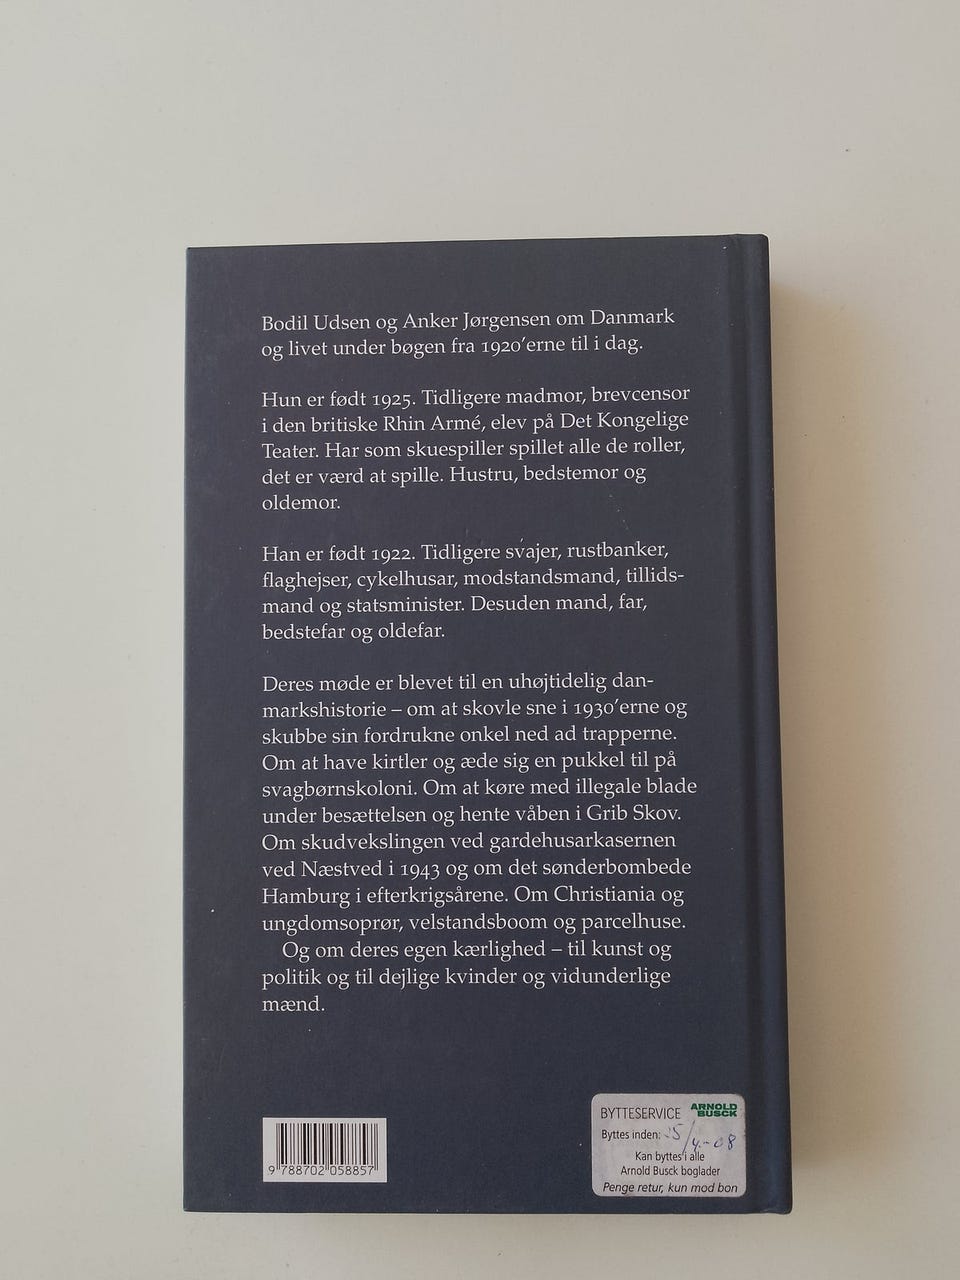 Bodil Udsen og Anker Jørgensen om Danmark
og livet under bøgen fra 1920'erne til i dag.
Hun er født 1925. Tidligere madmor, brevcensor
i den britiske Rhin Armé, elev på Det Kongelige
Teater. Har som skuespiller spillet alle de roller,
det er værd at spille. Hustru, bedstemor og
oldemor.
Han er født 1922. Tidligere svajer, rustbanker,
flaghejser, cykelhusar, modstandsmand, tillids-
mand og statsminister. Desuden mand, far,
bedstefar og oldefar.
Deres møde er blevet til en uhøjtidelig dan-
markshistorie – om at skovle sne i 1930'erne og
skubbe sin fordrukne onkel ned ad trapperne.
Om at have kirtler og æde sig en pukkel til på
svagbørnskoloni. Om at køre med illegale blade
under besættelsen og hente våben i Grib Skov.
Om skudvekslingen ved gardehusarkasernen
ved Næstved i 1943 og om det sønderbombede
Hamburg i efterkrigsårene. Om Christiania og
ungdomsoprør, velstandsboom og parcelhuse.
Og om deres egen kærlighed – til kunst og
politik og til dejlige kvinder og vidunderlige
mænd.
9 788702 058857
BYTTESERVICE ARNOLD BUSCK
Byttes inden: /4-08
Kan byttes i alle
Arnold Busck boglader
Penge retur, kun mod bon